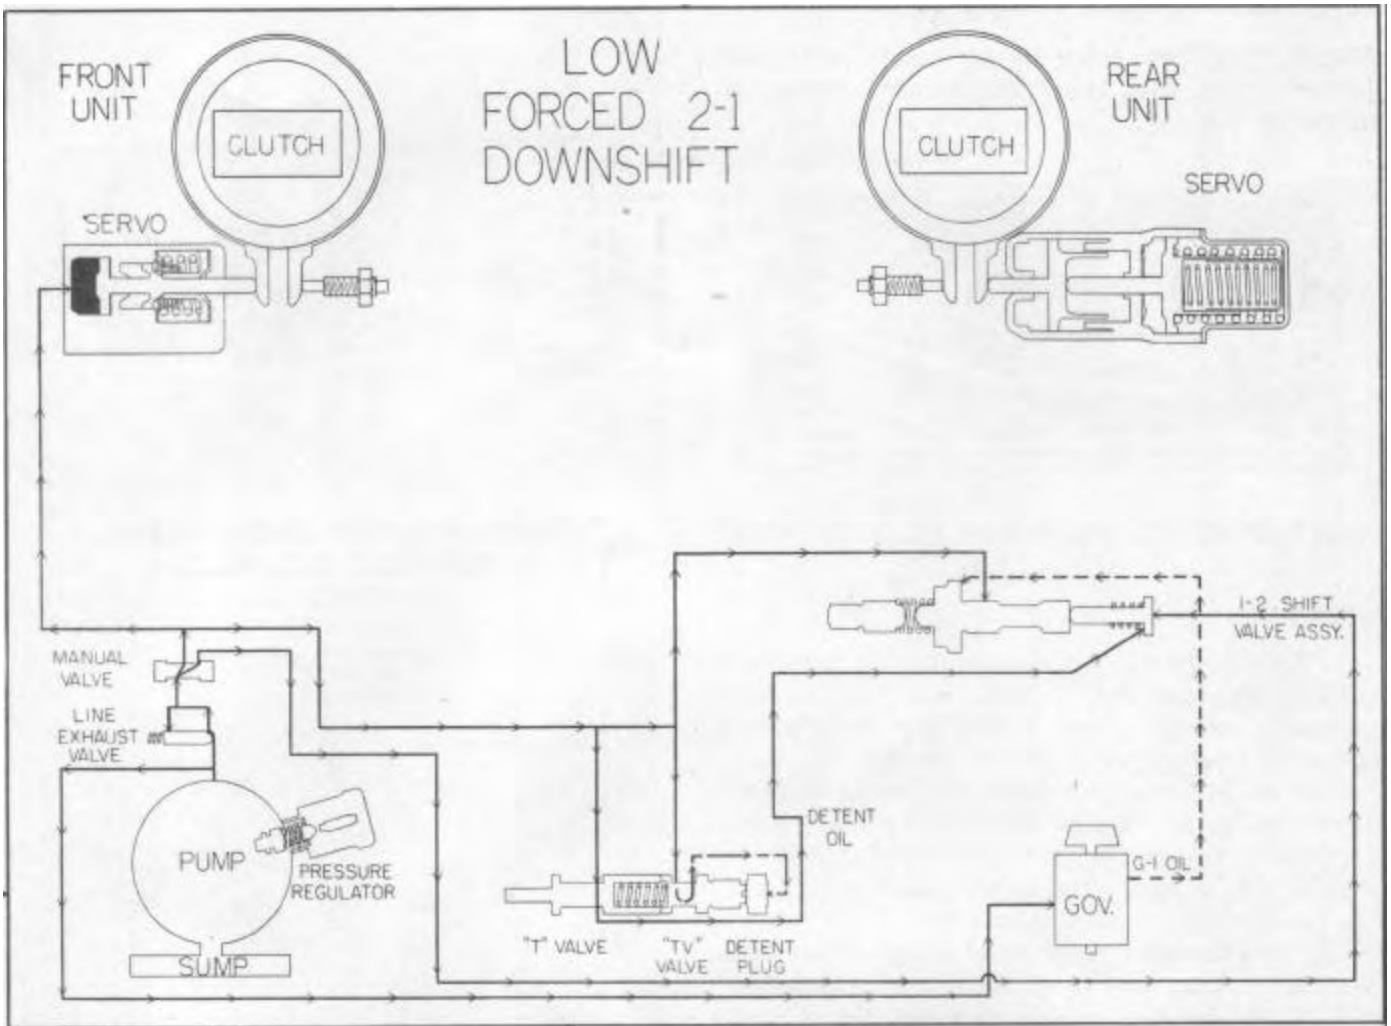 FRONT
UNIT
LOW
FORCED 2-1
DOWNSHIFT
REAR
UNIT
CLUTCH
CLUTCH
SERVO
SERVO
1-2 SHIFT
VALVE ASSY.
MANUAL
VALVE
LINE
EXHAUST
VALVE
DETENT
OIL
PUMP
PRESSURE
REGULATOR
G-1 OIL
GOV.
"T" VALVE
"TV"
VALVE
DETENT
PLUG
SUMP